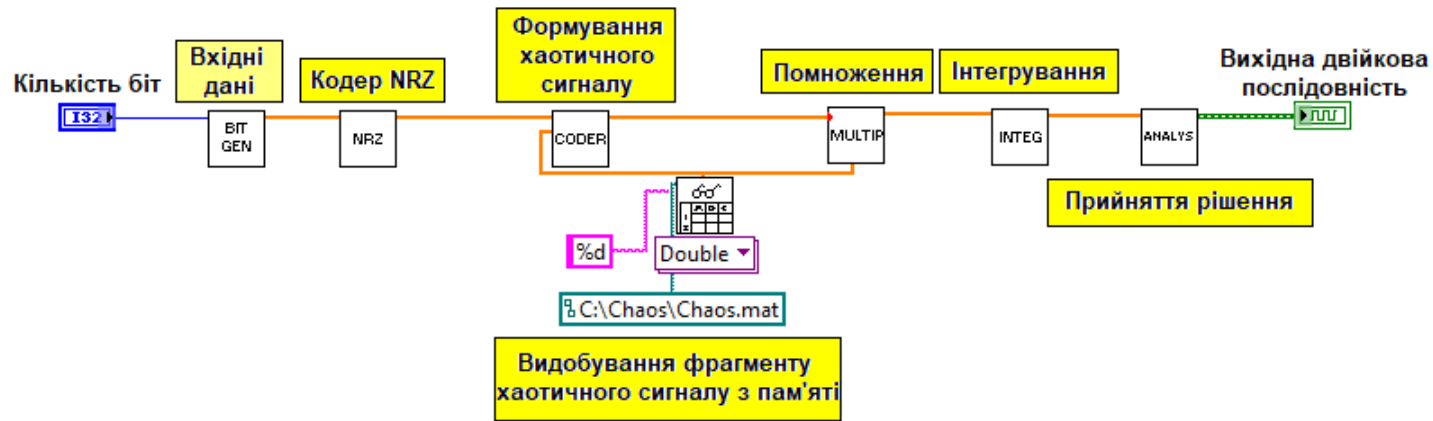 Кількість біт
I32
Вхідні
дані
BIT
GEN
Кодер NRZ
NRZ
Формування
хаотичного
сигналу
CODER
Помноження
MULTIP
Інтегрування
INTEG
ANALYS
Прийняття рішення
Вихідна двійкова
послідовність
%d
Double
C:\Chaos\Chaos.mat
Видобування фрагменту
хаотичного сигналу з пам'яті